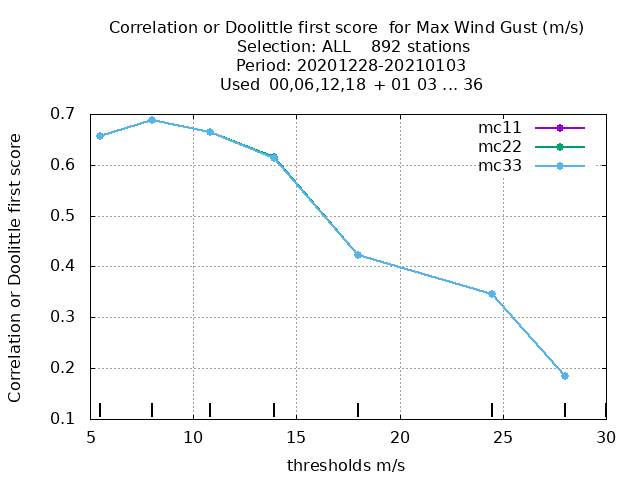 Correlation or Doolittle first score  for Max Wind Gust (m/s)
Selection: ALL    892 stations
Period: 20201228-20210103
Used  00,06,12,18  + 01 03 ... 36
mc11
mc22
mc33
Correlation or Doolittle first score
0.7
0.6
0.5
0.4
0.3
0.2
0.1
5 10 15 20 25 30
thresholds m/s